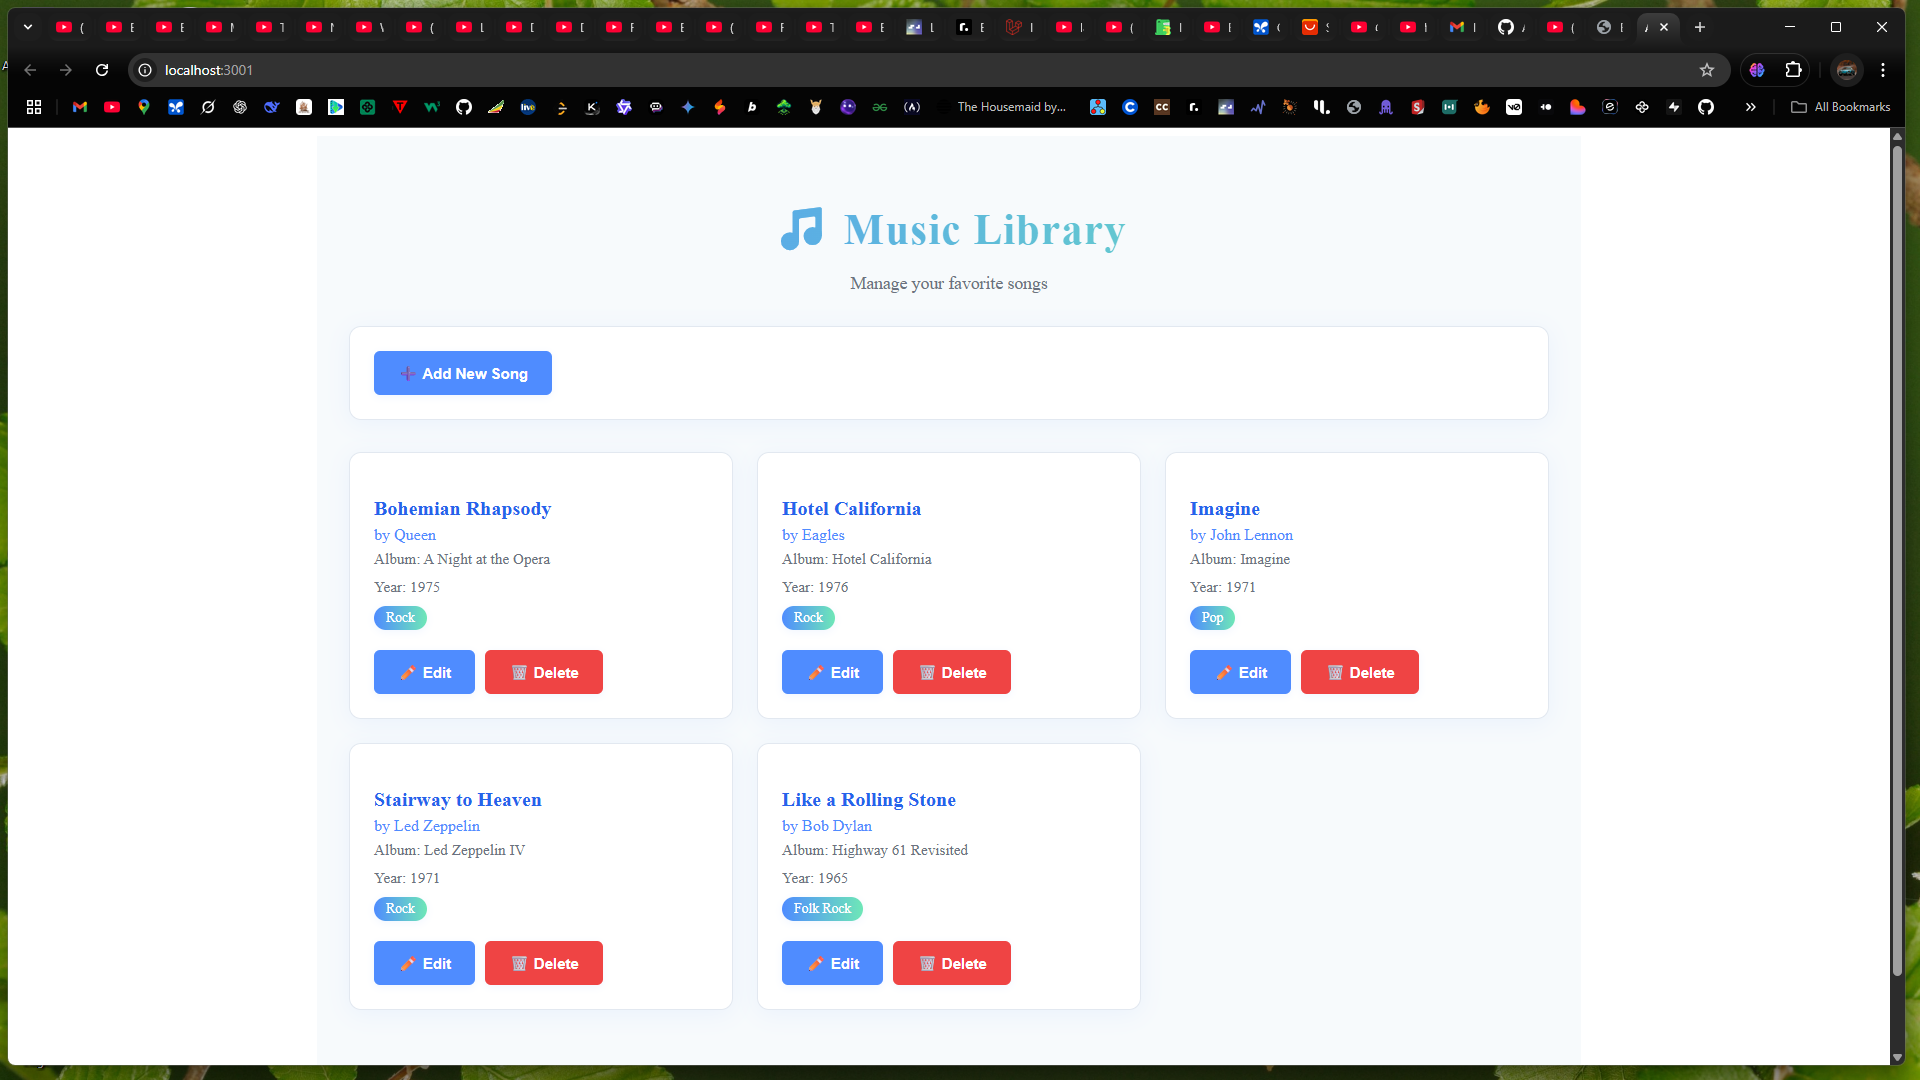 localhost:3001
The Housemaid by...
All Bookmarks
Music Library
Manage your favorite songs
Add New Song
Bohemian Rhapsody
by Queen
Album: A Night at the Opera
Year: 1975
Rock
Edit
Delete
Hotel California
by Eagles
Album: Hotel California
Year: 1976
Rock
Edit
Delete
Imagine
by John Lennon
Album: Imagine
Year: 1971
Pop
Edit
Delete
Stairway to Heaven
by Led Zeppelin
Album: Led Zeppelin IV
Year: 1971
Rock
Edit
Delete
Like a Rolling Stone
by Bob Dylan
Album: Highway 61 Revisited
Year: 1965
Folk Rock
Edit
Delete